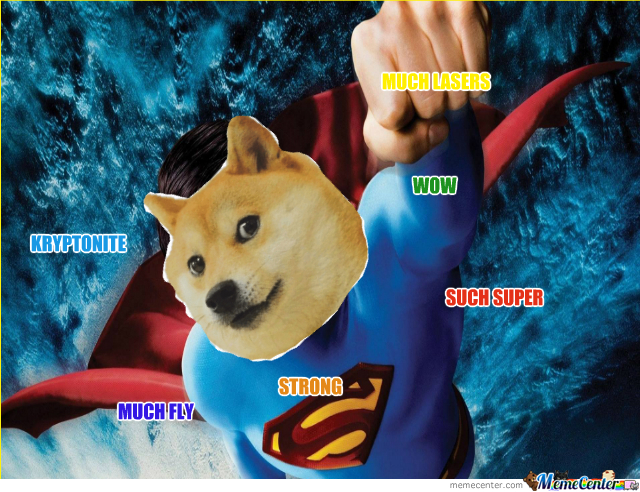 MUCH LASERS
WOW
KRYPTONITE
SUCH SUPER
STRONG
MUCH FLY
memecenter.com MemeCenter